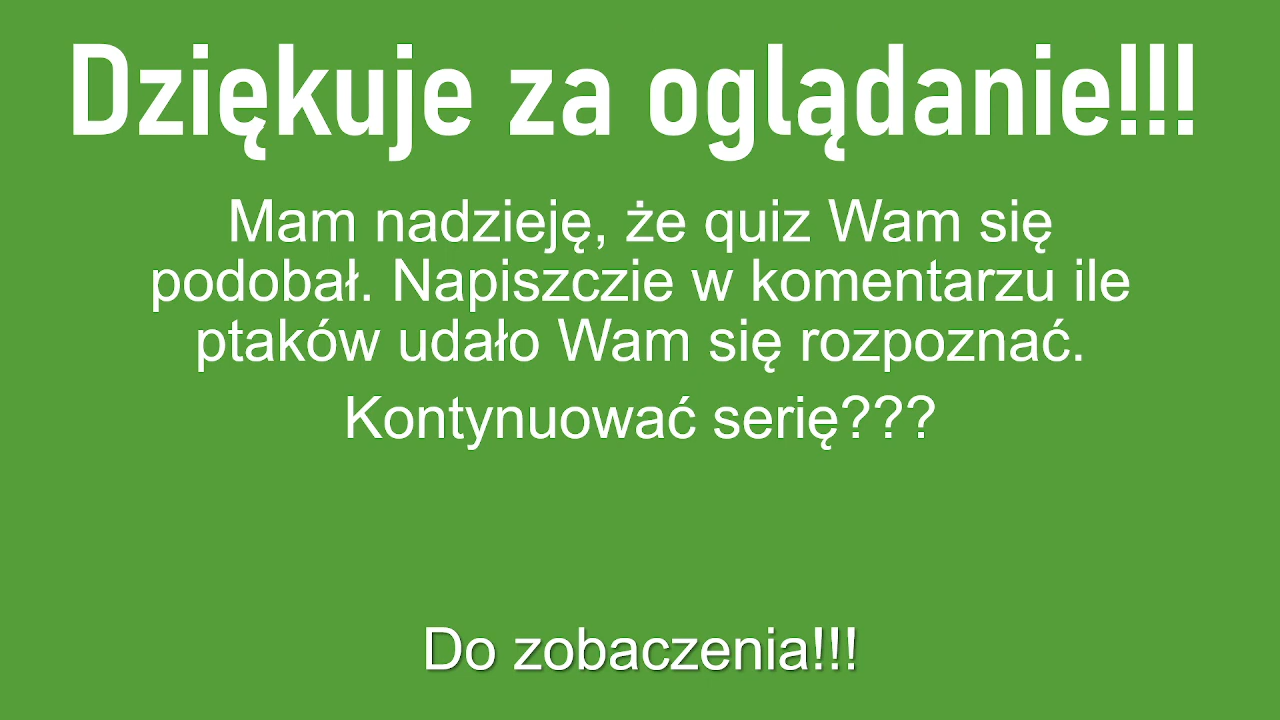 Dziękuje za oglądanie!!!
Mam nadzieję, że quiz Wam się
podobał. Napiszczie w komentarzu ile
ptaków udało Wam się rozpoznać.
Kontynuować serię???
Do zobaczenia!!!